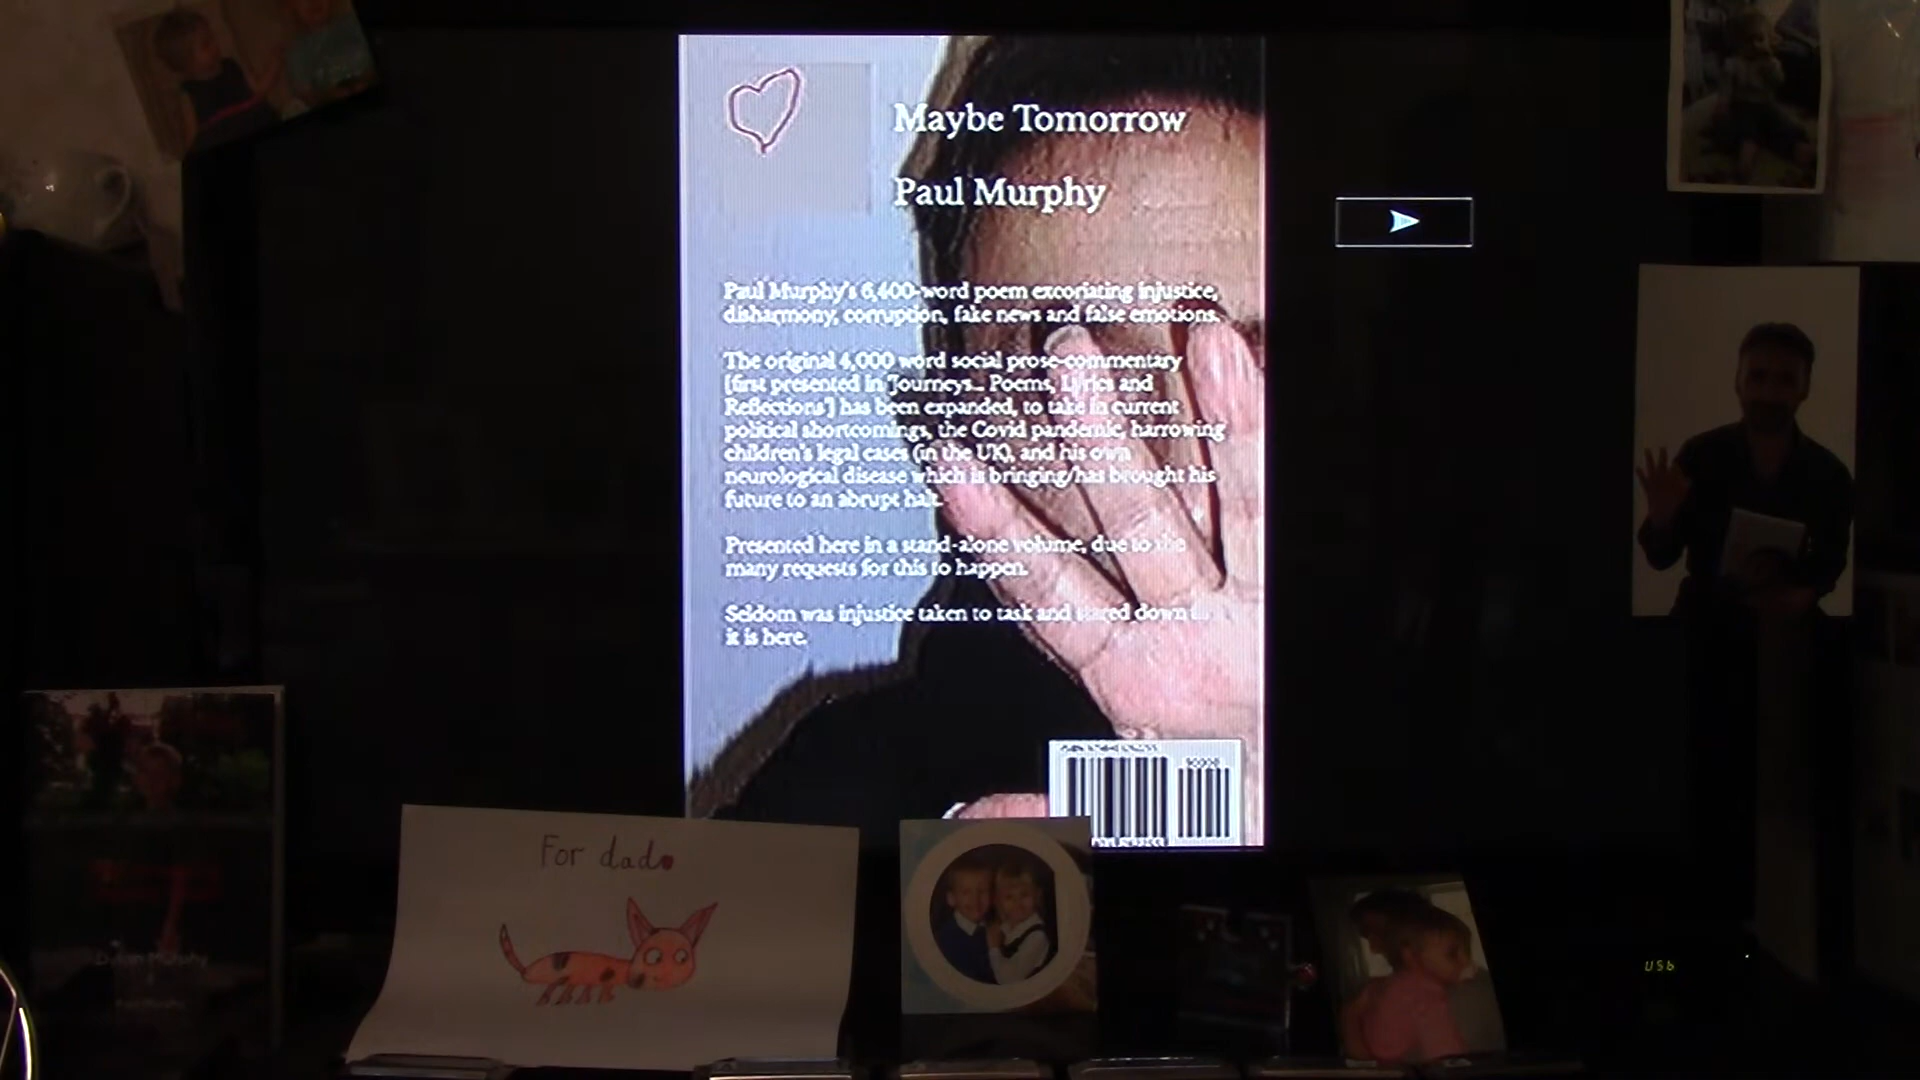 Maybe Tomorrow
Paul Murphy
Paul Murphy's 6,400-word poem excoriating injustice,
disharmony, corruption, fake news and false emotions.
The original 4,000 word social prose-commentary
[first presented in 'Journeys... Poems, Lyrics and
Reflections'] has been expanded, to take in current
political shortcomings, the Covid pandemic, harrowing
children's legal cases (in the UK), and his own
neurological disease which is bringing/has brought his
future to an abrupt halt.
Presented here in a stand-alone volume, due to the
many requests for this to happen.
Seldom was injustice taken to task and stared down
it is here.
For dad
Dylan Murphy
USb